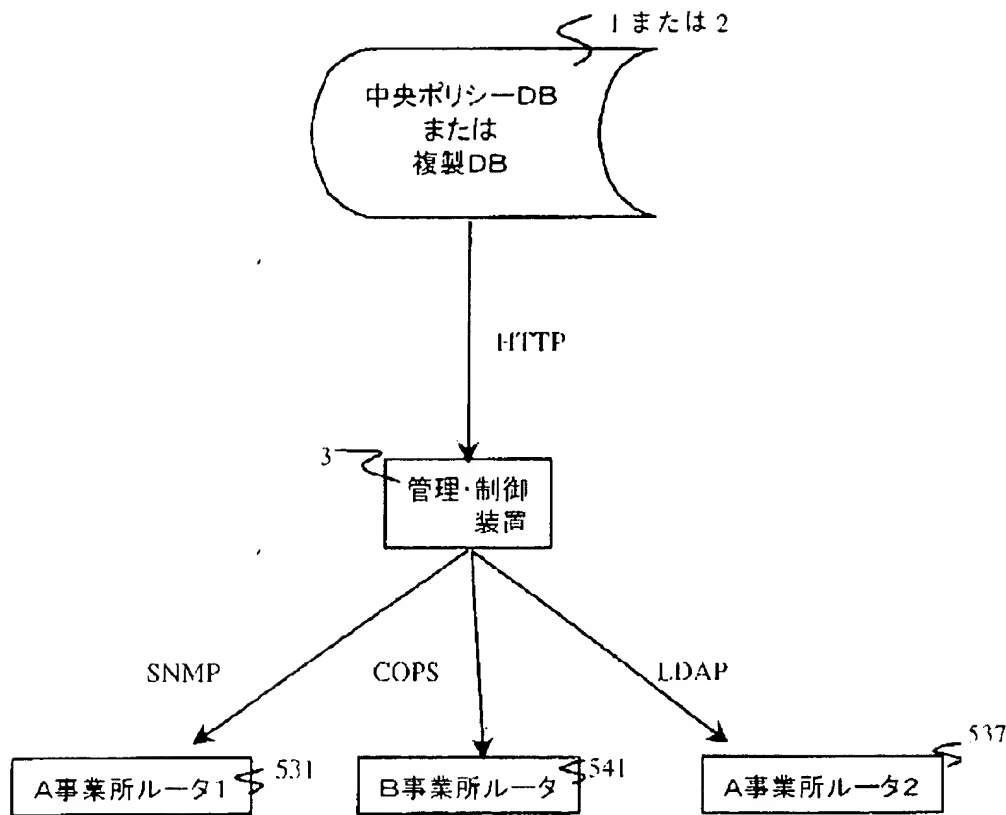 1 または 2
中央ポリシーDB
または
複製DB
HTTP
3
管理・制御
装置
SNMP
COPS
LDAP
A事業所ルータ1
531
B事業所ルータ
541
A事業所ルータ2
537